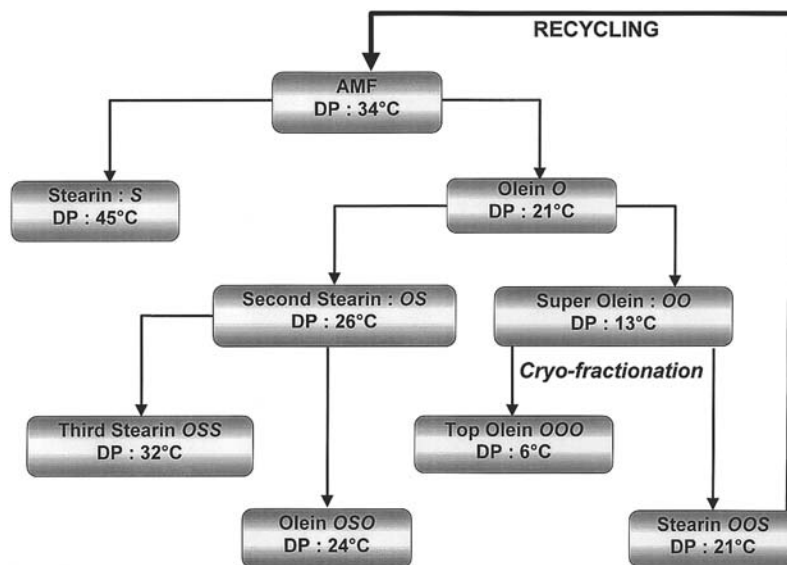 RECYCLING
AMF
DP : 34°C
Stearin : S
DP : 45°C
Olein O
DP : 21°C
Second Stearin : OS
DP : 26°C
Super Olein : OO
DP : 13°C
Cryo-fractionation
Third Stearin OSS
DP : 32°C
Top Olein OOO
DP : 6°C
Olein OSO
DP : 24°C
Stearin OOS
DP : 21°C